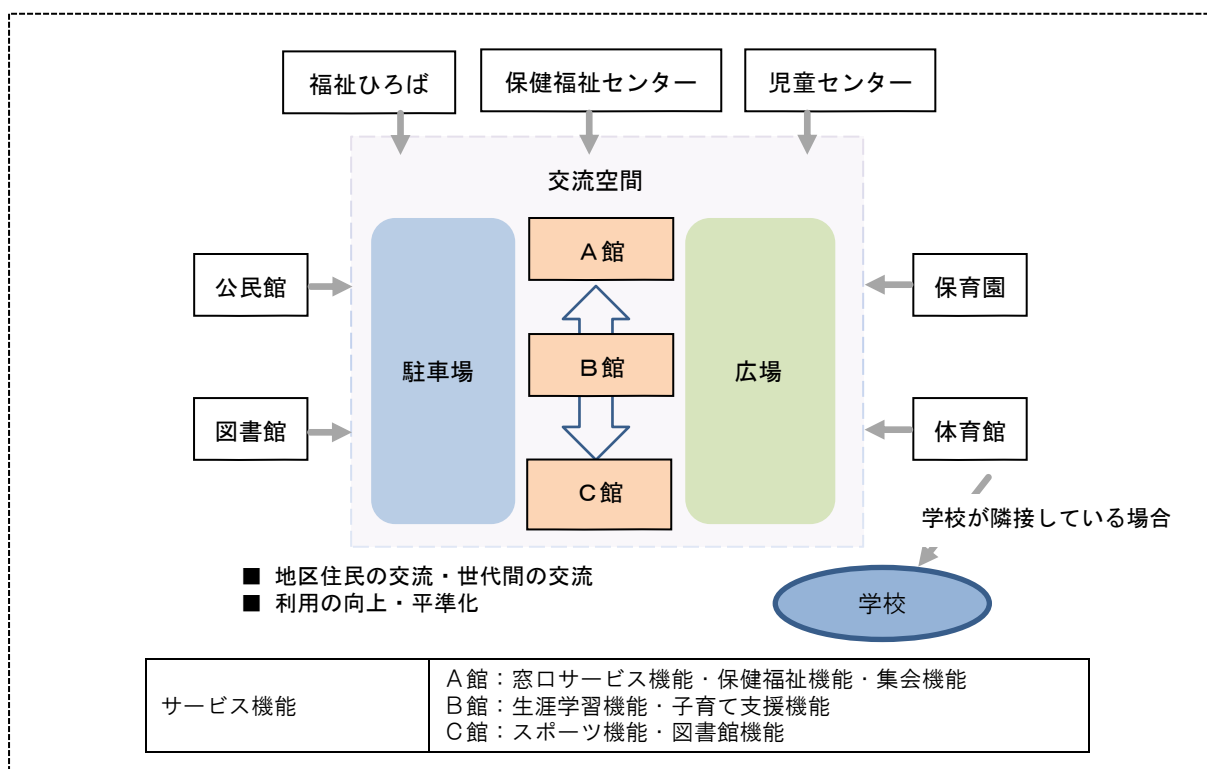 福祉ひろば
保健福祉センター
児童センター
交流空間
A館
公民館
保育園
駐車場
B館
広場
図書館
体育館
C館
学校が隣接している場合
■ 地区住民の交流・世代間の交流
■ 利用の向上・平準化
学校
サービス機能
A館：窓口サービス機能・保健福祉機能・集会機能
B館：生涯学習機能・子育て支援機能
C館：スポーツ機能・図書館機能